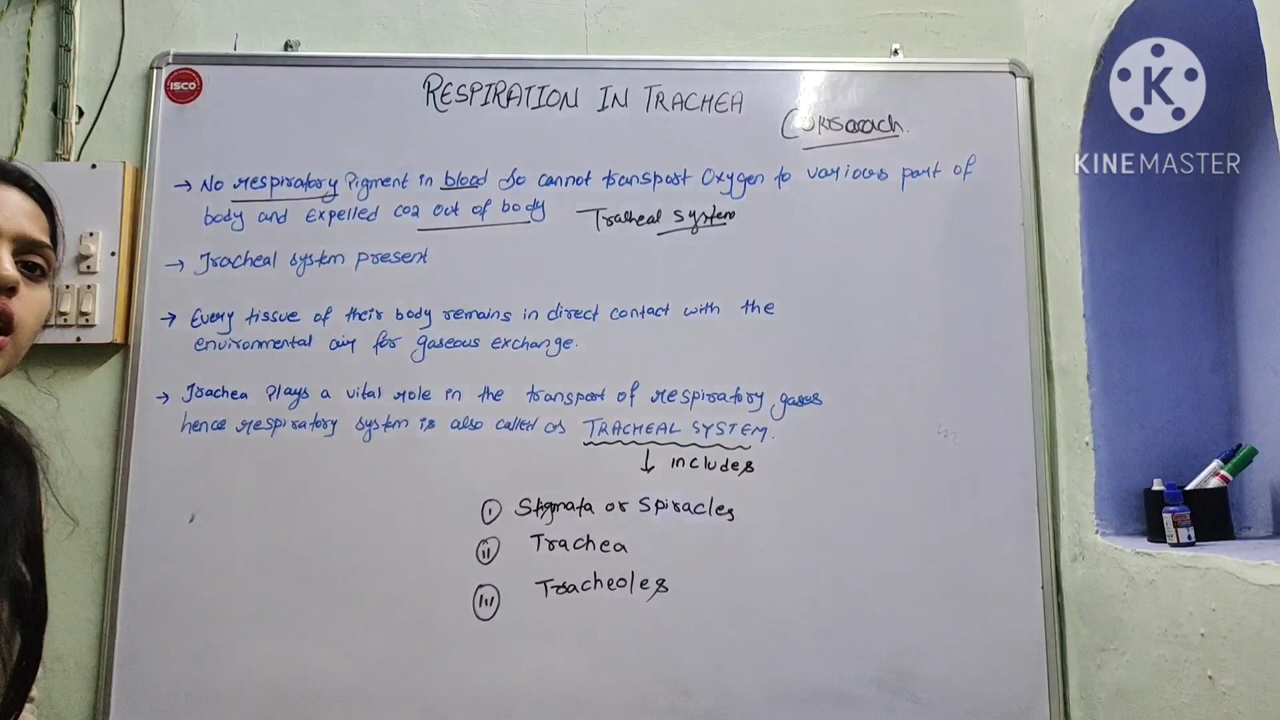 ISCO
RESPIRATION IN TRACHEA
K
KINEMASTER
→ No respiratory pigment in blood so cannot transport Oxygen to various part of
body and expelled co2 out of body
Tracheal system
→ Tracheal system present
→ Every tissue of their body remains in direct contact with the
environmental air for gaseous exchange.
→ Trachea plays a vital role in the transport of respiratory gases
hence respiratory system is also called as TRACHEAL SYSTEM.
↓ includes
(i) Stigmata or Spiracles
(ii) Trachea
(iii) Tracheoles